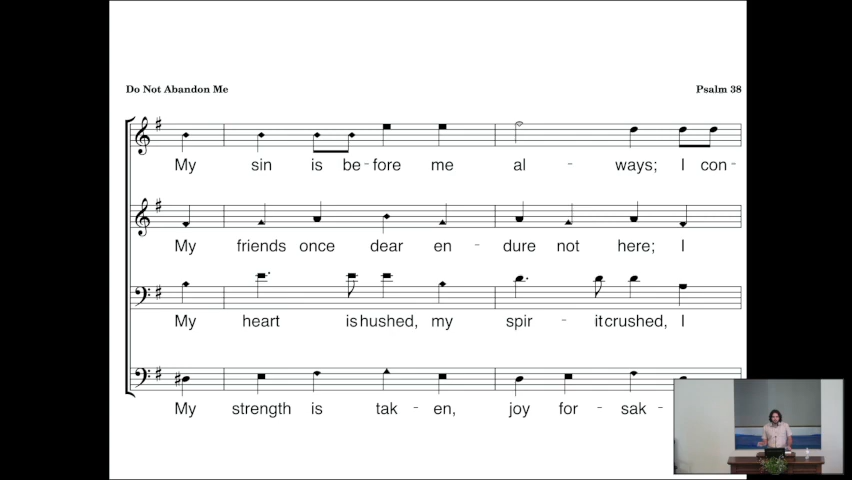 Do Not Abandon Me Psalm 38
My sin is be - fore me al - ways; I con -
My friends once dear en - dure not here; I
My heart is hushed, my spir - it crushed, I
My strength is tak - en, joy for - sak -